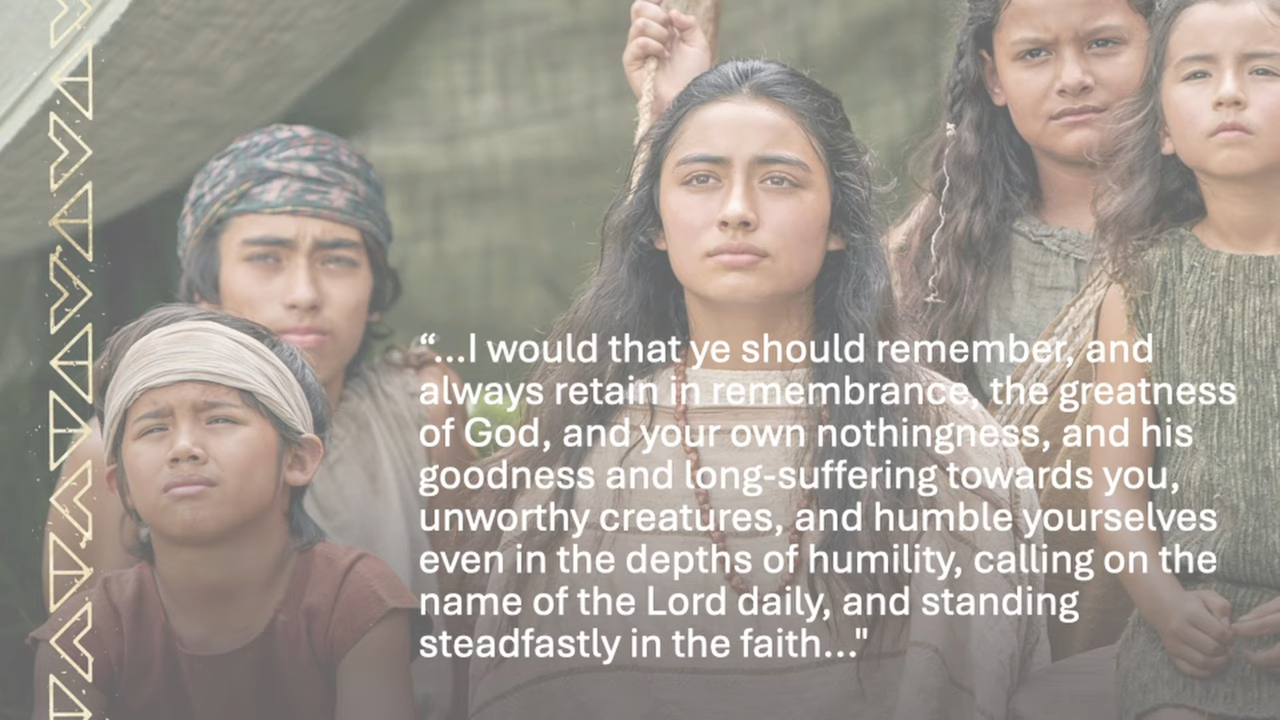 “...I would that ye should remember, and
always retain in remembrance, the greatness
of God, and your own nothingness, and his
goodness and long-suffering towards you,
unworthy creatures, and humble yourselves
even in the depths of humility, calling on the
name of the Lord daily, and standing
steadfastly in the faith..."